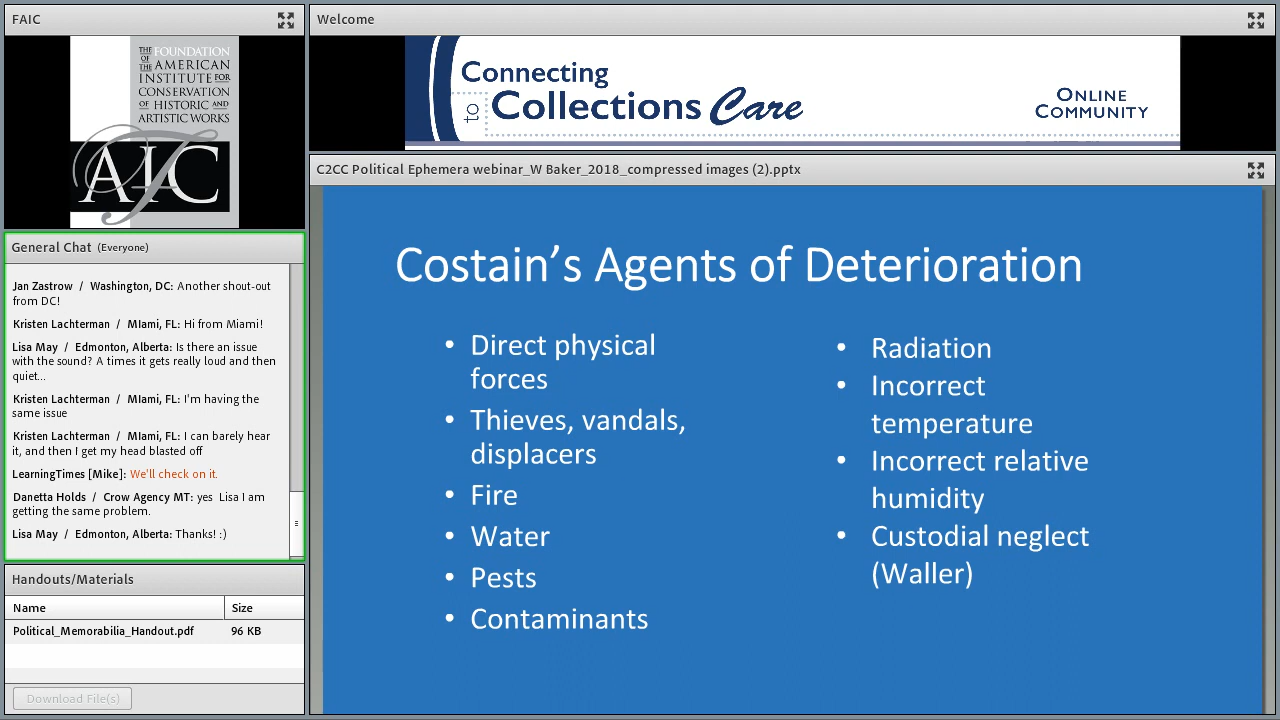 FAIC
THE FOUNDATION
OF THE AMERICAN
INSTITUTE FOR
CONSERVATION
OF HISTORIC AND
ARTISTIC WORKS
AIC
General Chat (Everyone)
Jan Zastrow / Washington, DC: Another shout-out
from DC!
Kristen Lachterman / MIami, FL: Hi from Miami!
Lisa May / Edmonton, Alberta: Is there an issue
with the sound? A times it gets really loud and then
quiet...
Kristen Lachterman / MIami, FL: I'm having the
same issue
Kristen Lachterman / MIami, FL: I can barely hear
it, and then I get my head blasted off
LearningTimes [Mike]: We'll check on it.
Danetta Holds / Crow Agency MT: yes Lisa I am
getting the same problem.
Lisa May / Edmonton, Alberta: Thanks! :)
Handouts/Materials
Name Size
Political_Memorabilia_Handout.pdf 96 KB
Download File(s)
Welcome
Connecting
to Collections Care
ONLINE
COMMUNITY
C2CC Political Ephemera webinar_W Baker_2018_compressed images (2).pptx
Costain's Agents of Deterioration
• Direct physical
forces
• Thieves, vandals,
displacers
• Fire
• Water
• Pests
• Contaminants
• Radiation
• Incorrect
temperature
• Incorrect relative
humidity
• Custodial neglect
(Waller)